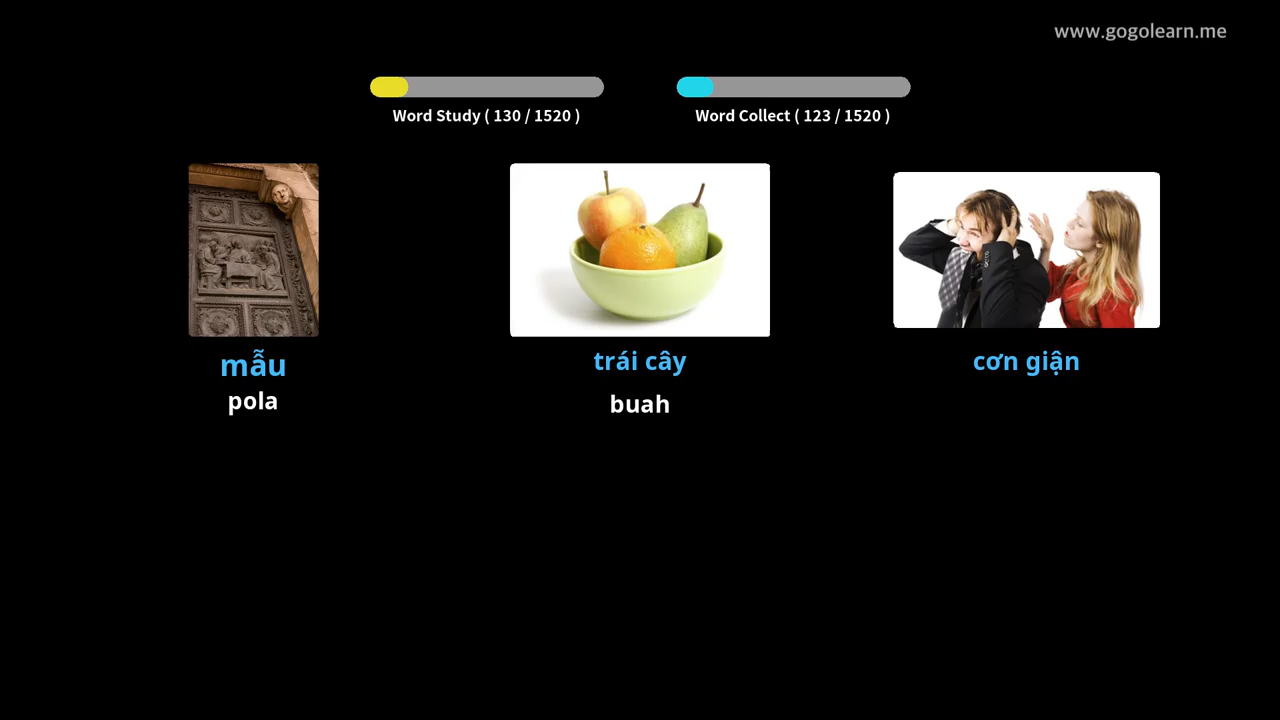 www.gogolearn.me
Word Study ( 130 / 1520 )
Word Collect ( 123 / 1520 )
mẫu
pola
trái cây
buah
cơn giận